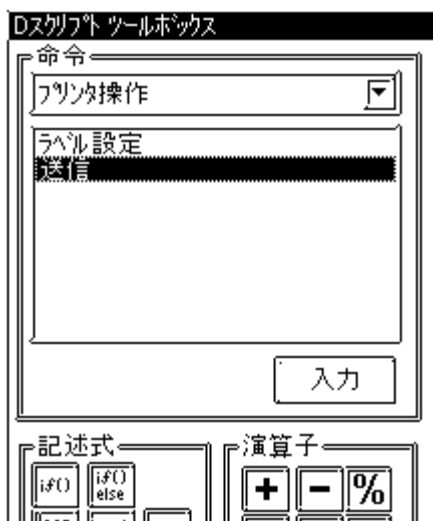 Dｽｸﾘﾌﾟﾄ ﾂｰﾙﾎﾞｯｸｽ
命令
ﾌﾟﾘﾝﾀ操作
ﾗﾍﾞﾙ設定
送信
入力
記述式
演算子
if()
if()
else
+
-
%